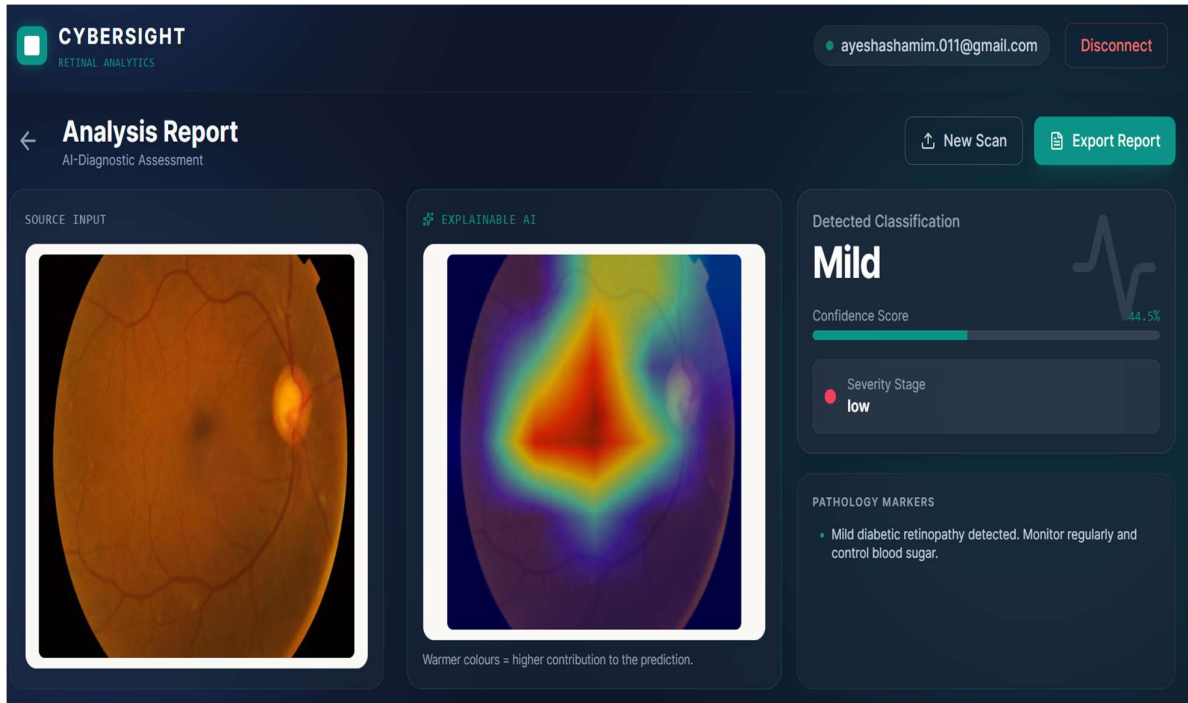 CYBERSIGHT
RETINAL ANALYTICS
ayeshashamim.011@gmail.com
Disconnect
Analysis Report
AI-Diagnostic Assessment
New Scan
Export Report
SOURCE INPUT
EXPLAINABLE AI
Warmer colours = higher contribution to the prediction.
Detected Classification
Mild
Confidence Score
44.5%
Severity Stage
low
PATHOLOGY MARKERS
• Mild diabetic retinopathy detected. Monitor regularly and
control blood sugar.